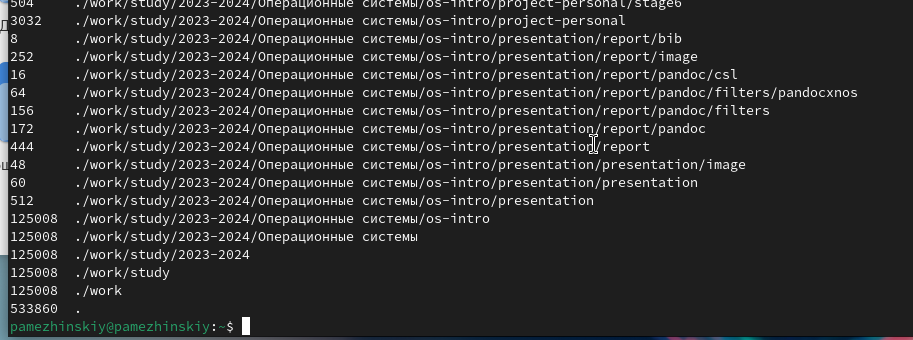 504 ./work/study/2023-2024/Операционные системы/os-intro/project-personal/stage6
3032 ./work/study/2023-2024/Операционные системы/os-intro/project-personal
8 ./work/study/2023-2024/Операционные системы/os-intro/presentation/report/bib
252 ./work/study/2023-2024/Операционные системы/os-intro/presentation/report/image
16 ./work/study/2023-2024/Операционные системы/os-intro/presentation/report/pandoc/csl
64 ./work/study/2023-2024/Операционные системы/os-intro/presentation/report/pandoc/filters/pandocxnos
156 ./work/study/2023-2024/Операционные системы/os-intro/presentation/report/pandoc/filters
172 ./work/study/2023-2024/Операционные системы/os-intro/presentation/report/pandoc
444 ./work/study/2023-2024/Операционные системы/os-intro/presentation/report
48 ./work/study/2023-2024/Операционные системы/os-intro/presentation/presentation/image
60 ./work/study/2023-2024/Операционные системы/os-intro/presentation/presentation
512 ./work/study/2023-2024/Операционные системы/os-intro/presentation
125008 ./work/study/2023-2024/Операционные системы/os-intro
125008 ./work/study/2023-2024/Операционные системы
125008 ./work/study/2023-2024
125008 ./work/study
125008 ./work
533860 .
pamezhinskiy@pamezhinskiy:~$